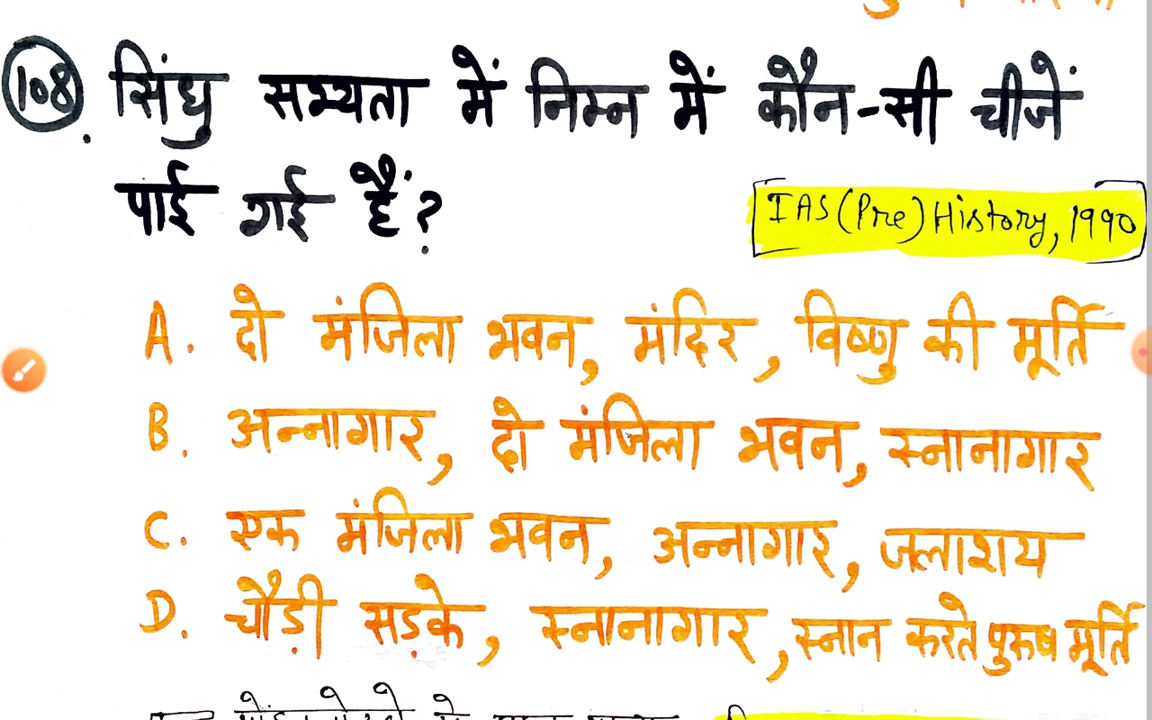 108. सिंधु सभ्यता में निम्न में कौन-सी चीजें
पाई गई हैं?
IAS (Pre) History, 1990
A. दो मंजिला भवन, मंदिर, विष्णु की मूर्ति
B. अन्नागार, दो मंजिला भवन, स्नानागार
C. एक मंजिला भवन, अन्नागार, जलाशय
D. चौड़ी सड़के, स्नानागार, स्नान करते पुरुष मूर्ति